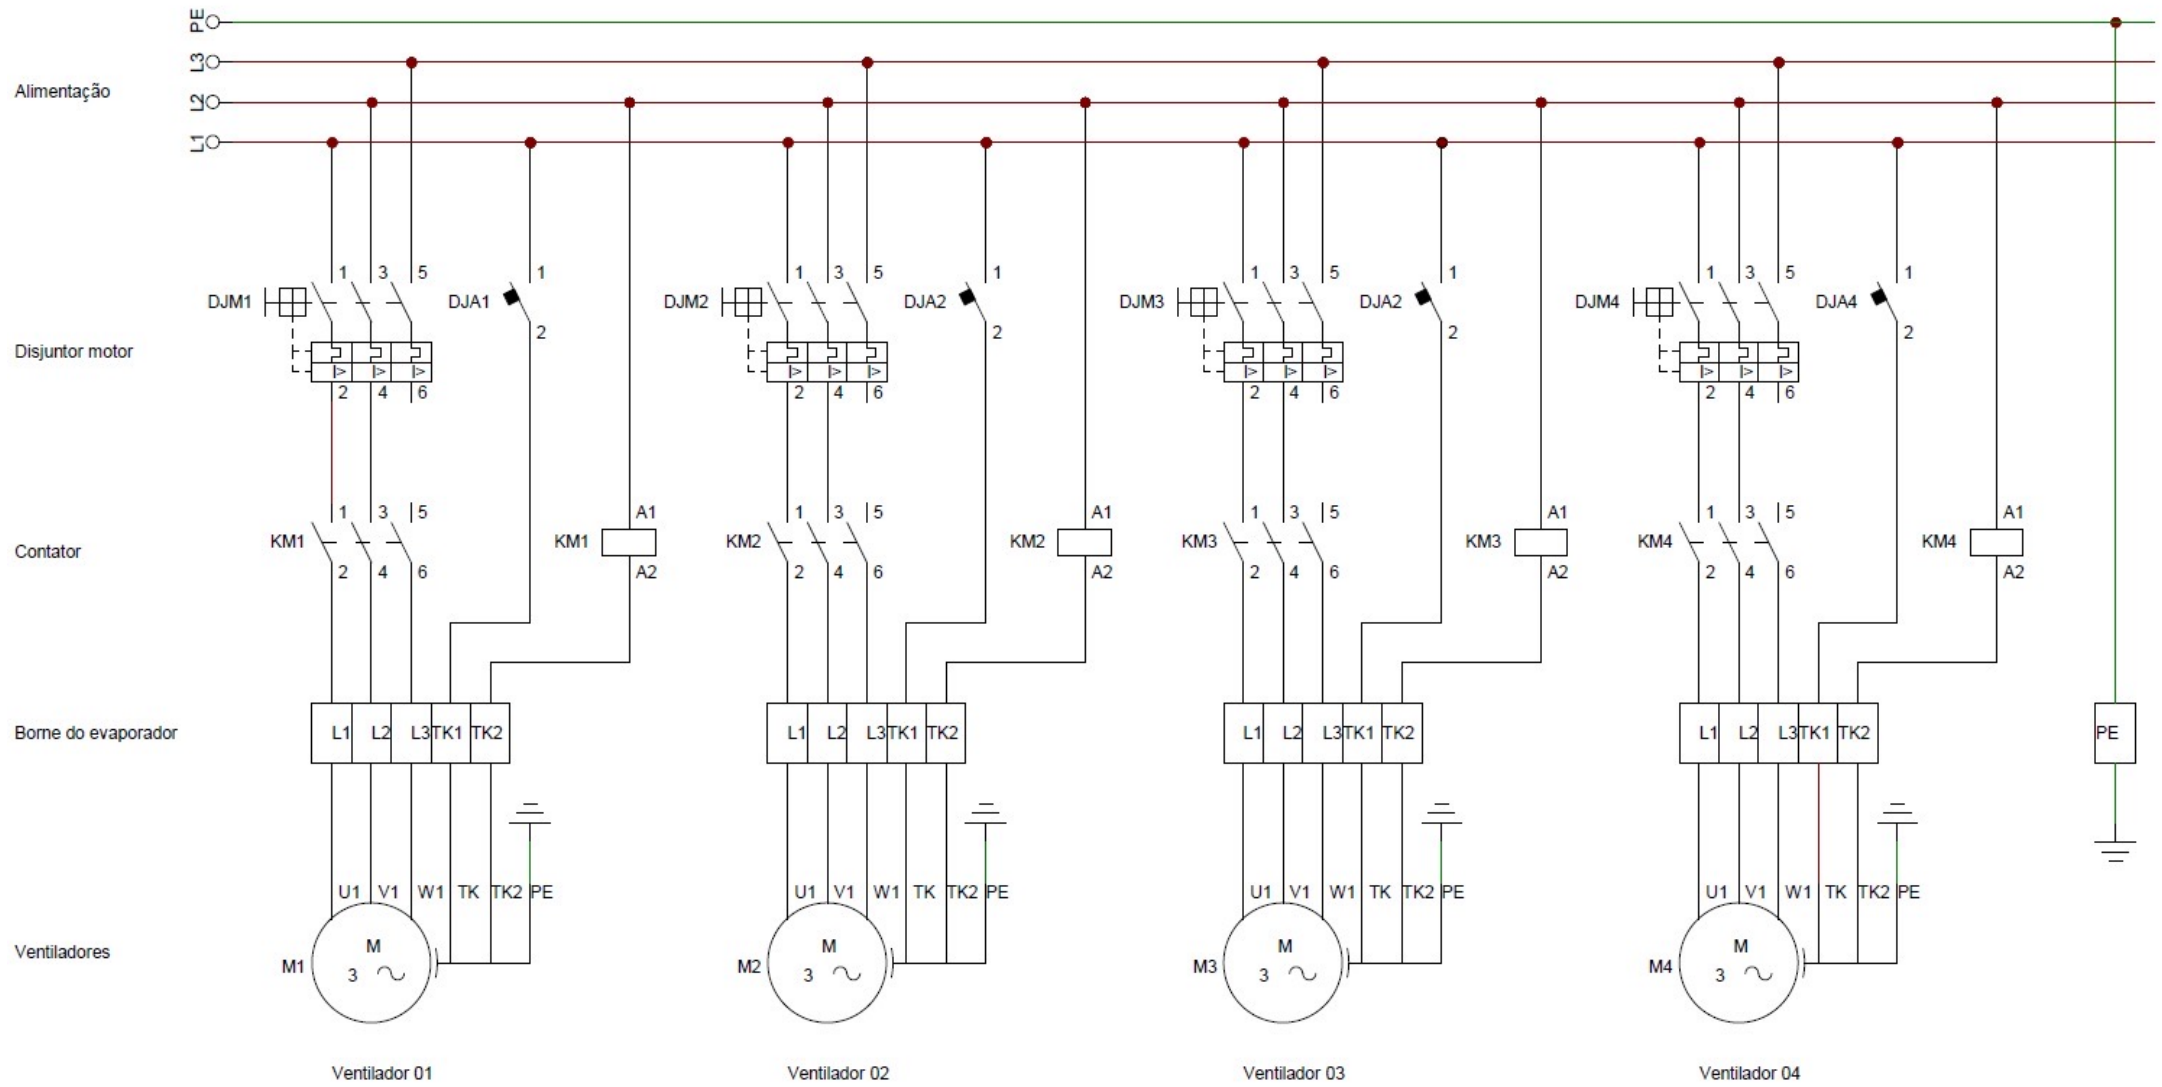 PE
L3
Alimentação
L2
L1
1 3 5 1
1 3 5 1
1 3 5 1
1 3 5 1
DJM1 DJA1
DJM2 DJA2
DJM3 DJA2
DJM4 DJA4
2 2 2 2
Disjuntor motor
I> I> I>
I> I> I>
I> I> I>
I> I> I>
2 4 6
2 4 6
2 4 6
2 4 6
1 3 5 A1
1 3 5 A1
1 3 5 A1
1 3 5 A1
Contator
KM1 KM1
KM2 KM2
KM3 KM3
KM4 KM4
2 4 6 A2
2 4 6 A2
2 4 6 A2
2 4 6 A2
Borne do evaporador
L1 L2 L3 TK1 TK2
L1 L2 L3 TK1 TK2
L1 L2 L3 TK1 TK2
L1 L2 L3 TK1 TK2
PE
U1 V1 W1 TK TK2 PE
U1 V1 W1 TK TK2 PE
U1 V1 W1 TK TK2 PE
U1 V1 W1 TK TK2 PE
Ventiladores
M1 M 3
M2 M 3
M3 M 3
M4 M 3
Ventilador 01
Ventilador 02
Ventilador 03
Ventilador 04